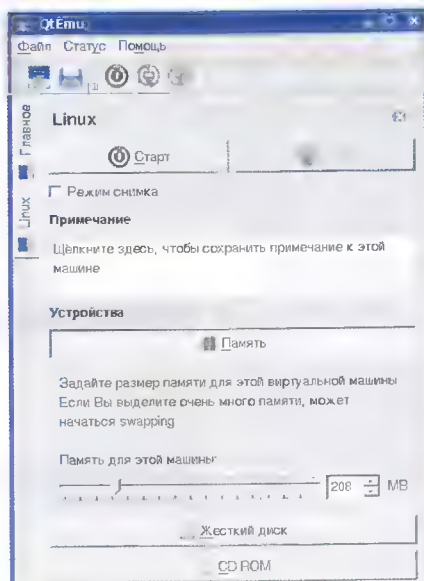 QtEmu
Файл Статус Помощь
Главное
Linux
Linux
Старт
Режим снимка
Примечание
Щелкните здесь, чтобы сохранить примечание к этой
машине
Устройства
Память
Задайте размер памяти для этой виртуальной машины
Если Вы выделите очень много памяти, может
начаться swapping
Память для этой машины:
208 MB
Жесткий диск
CD ROM